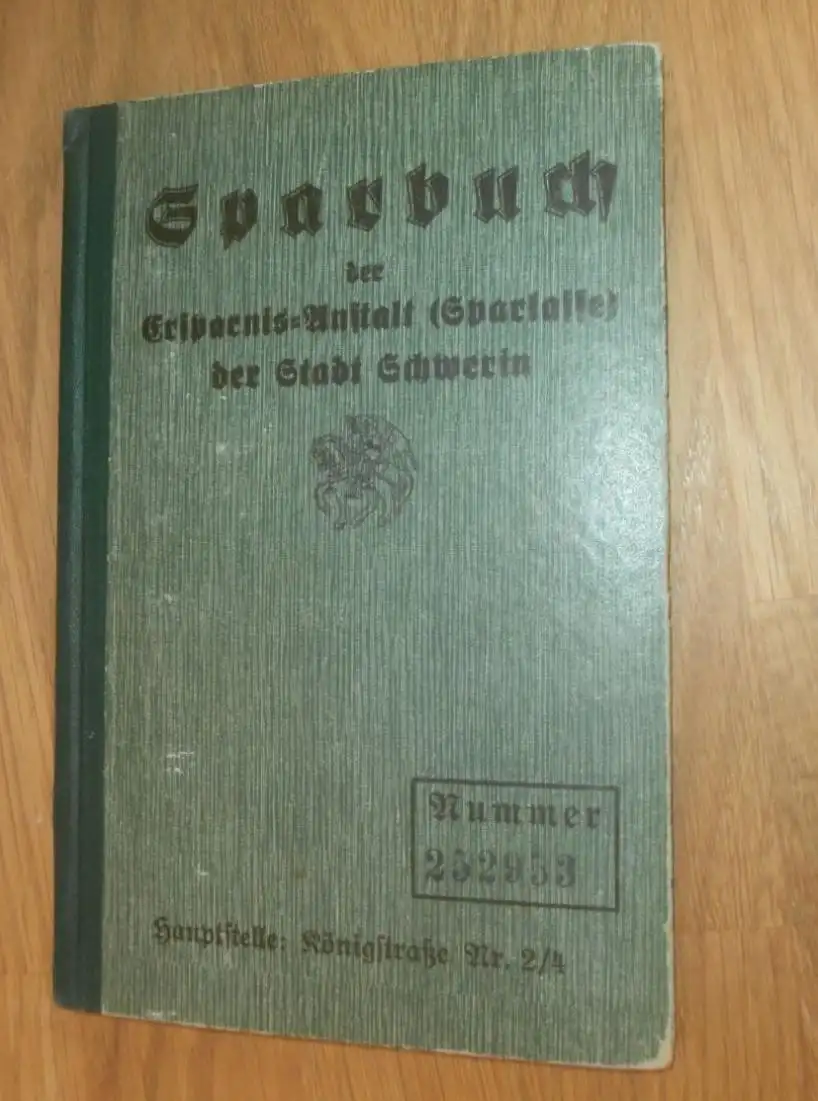 Sparbuch
der
Ersparnis=Anstalt (Sparkasse)
der Stadt Schwerin
Nummer
252953
Hauptstelle: Königstraße Nr. 2/4